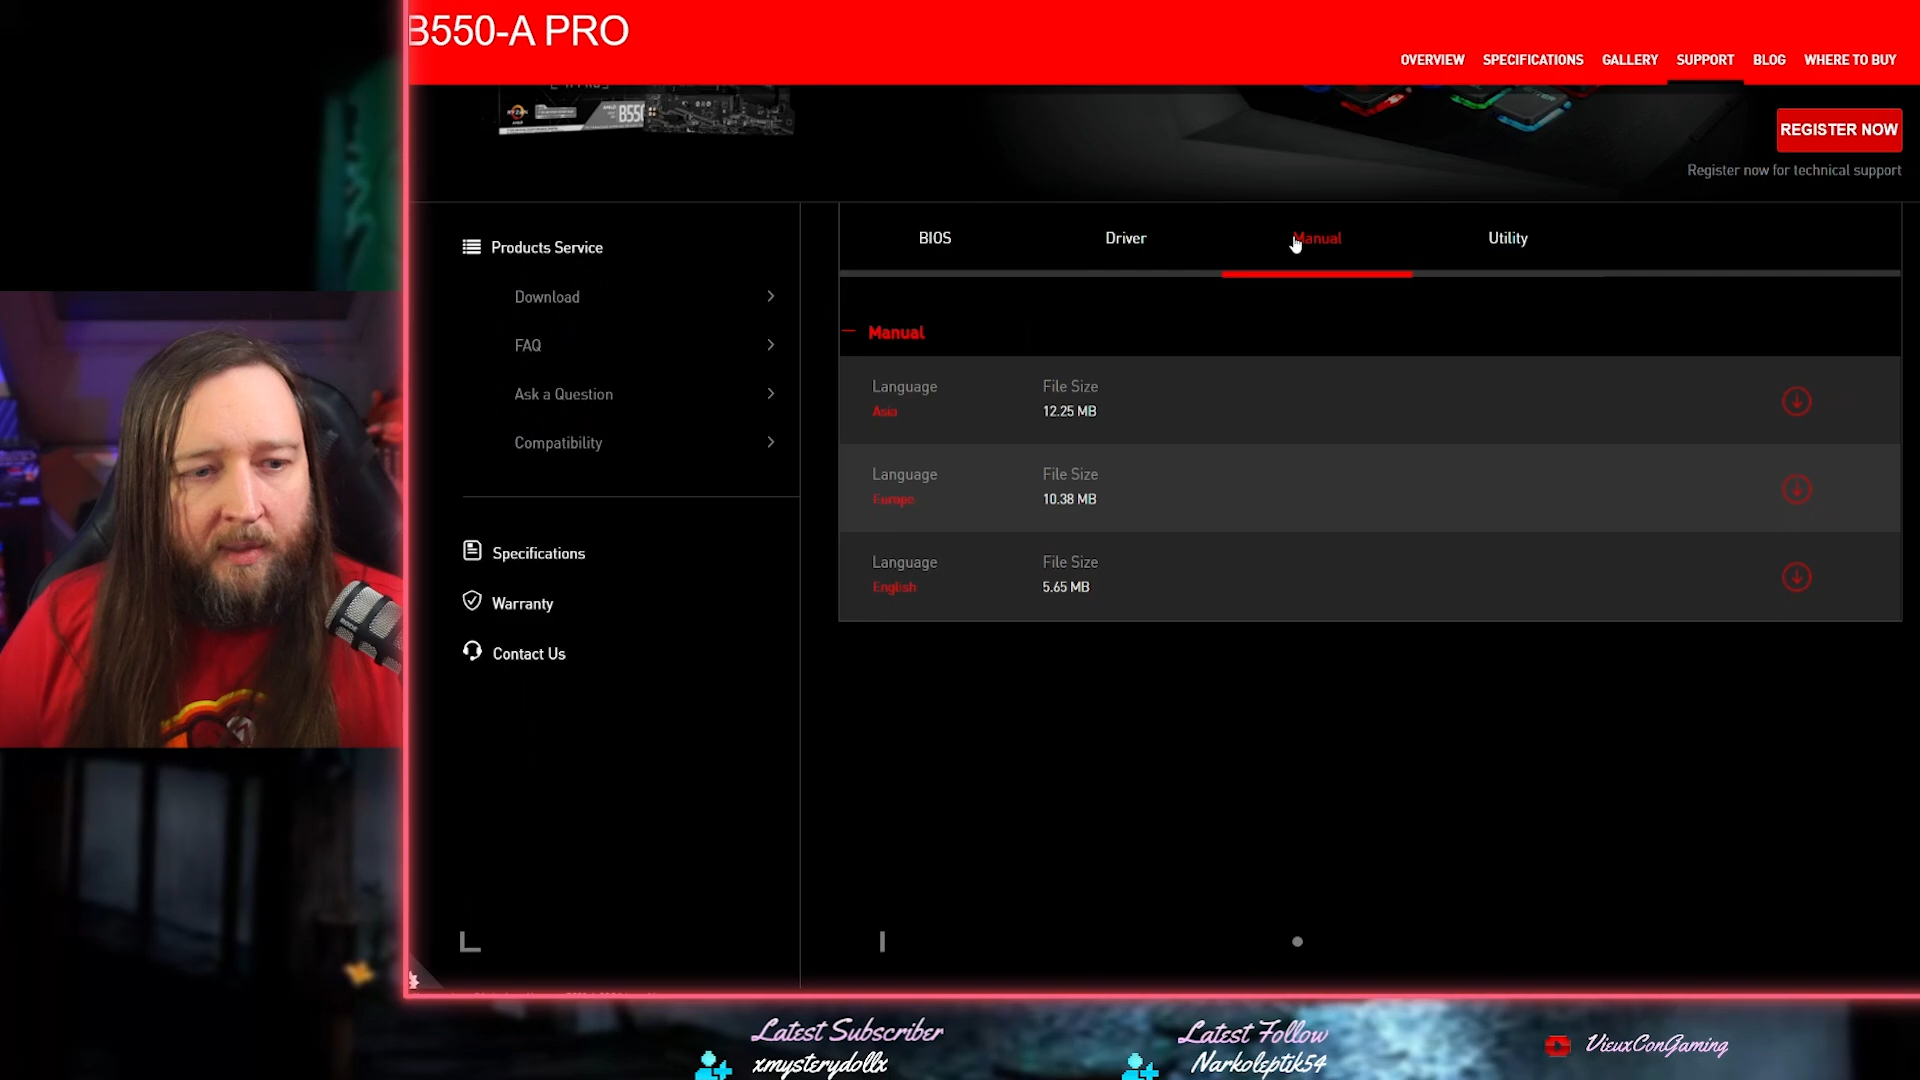 B550-A PRO
OVERVIEW SPECIFICATIONS GALLERY SUPPORT BLOG WHERE TO BUY
B550
REGISTER NOW
Register now for technical support
Products Service
Download
FAQ
Ask a Question
Compatibility
Specifications
Warranty
Contact Us
BIOS Driver Manual Utility
Manual
Language File Size
Asia 12.25 MB
Language File Size
Europe 10.38 MB
Language File Size
English 5.65 MB
RODE
Latest Subscriber
xmysterydollx
Latest Follow
Narkoleptik54
VieuxConGaming